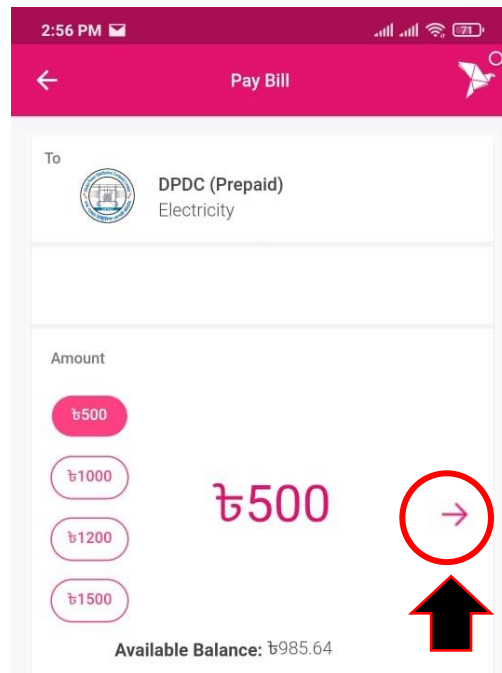 2:56 PM
71
Pay Bill
To
DPDC (Prepaid)
Electricity
Amount
৳500
৳1000
৳500
৳1200
৳1500
Available Balance: ৳985.64